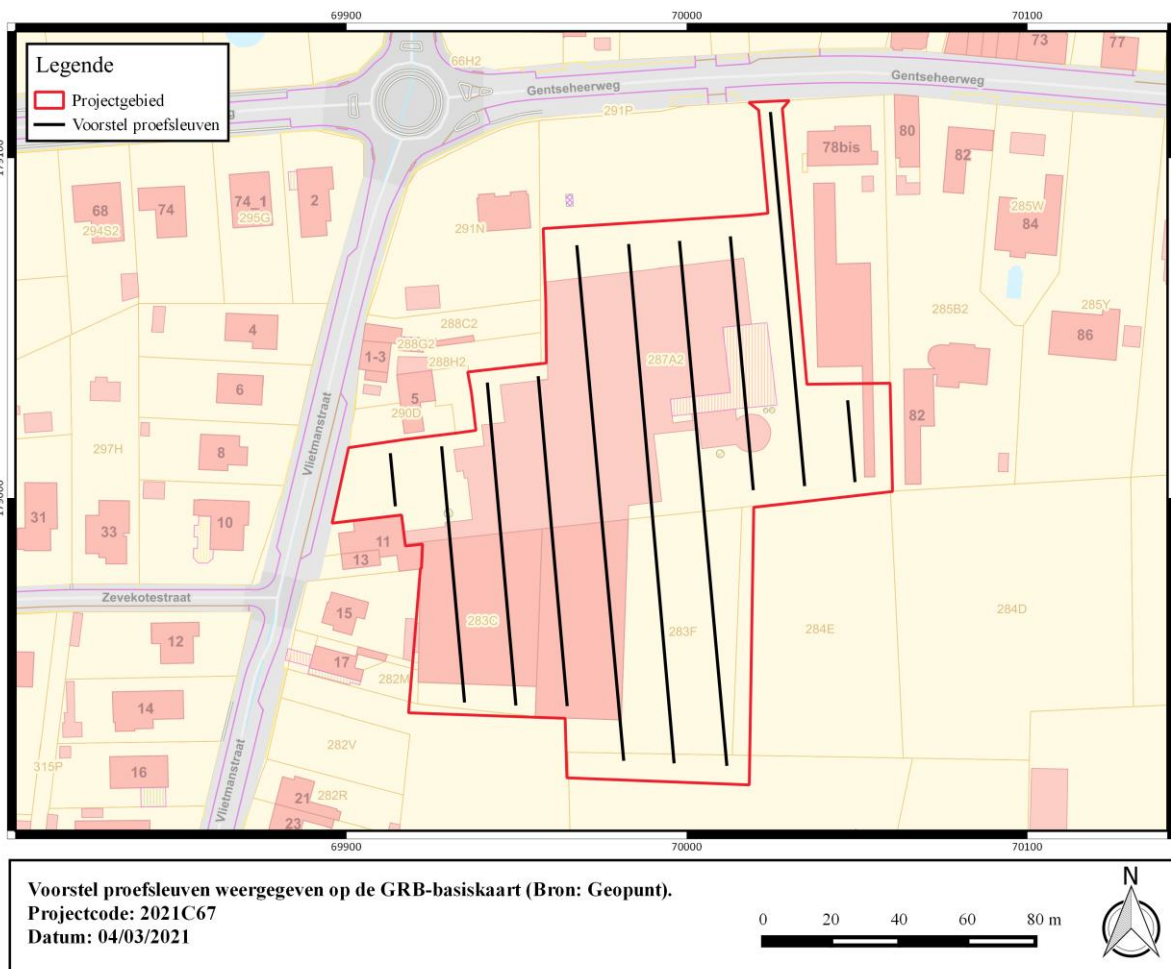 69900
70000
70100
Legende
Projectgebied
Voorstel proefsleuven
66H2
Gentseheerweg
Gentseheerweg
73
77
291P
179100
78bis
80
82
68
74
74_1
2
294S2
295G
291N
285W
84
285B2
285Y
86
4
288C2
288G2
1-3
288H2
287A2
6
5
290D
82
297H
8
Vlietmanstraat
179000
31
33
10
11
13
Zevekotestraat
15
283C
283F
284E
284D
12
17
282M
14
282V
315P
16
Vlietmanstraat
21
282R
23
69900
70000
70100
Voorstel proefsleuven weergegeven op de GRB-basiskaart (Bron: Geopunt).
Projectcode: 2021C67
Datum: 04/03/2021
0 20 40 60 80 m
N